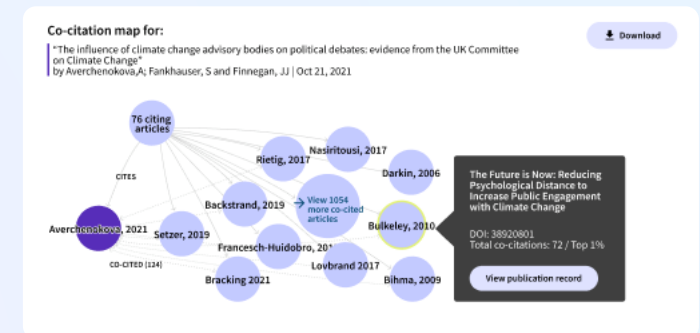 Co-citation map for:
Download
"The influence of climate change advisory bodies on political debates: evidence from the UK Committee
on Climate Change"
by Averchenokova,A; Fankhauser, S and Finnegan, JJ | Oct 21, 2021
76 citing
articles
Nasiritousi, 2017
Rietig, 2017
Darkin, 2006
CITES
The Future is Now: Reducing
Psychological Distance to
Increase Public Engagement
with Climate Change
View 1054
more co-cited
articles
Backstrand, 2019
Bulkeley, 2010
Averchenokova, 2021
Setzer, 2019
DOI: 38920801
Total co-citations: 72 / Top 1%
Francesch-Huidobro, 201
CO-CITED (124)
Lovbrand 2017
Bracking 2021
Bihma, 2009
View publication record